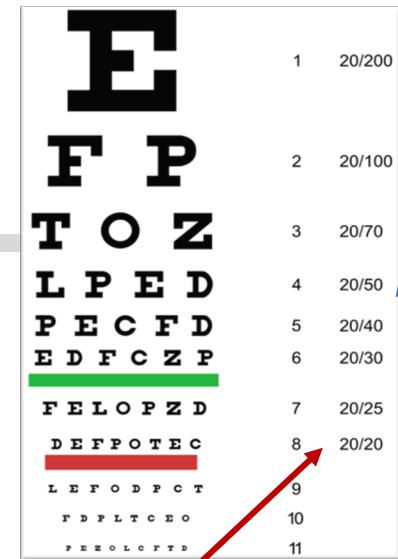 E 1 20/200
F P 2 20/100
T O Z 3 20/70
L P E D 4 20/50
P E C F D 5 20/40
E D F C Z P 6 20/30
F E L O P Z D 7 20/25
D E F P O T E C 8 20/20
L E F O D P C T 9
F D P L T C E O 10
P E Z O L C F T D 11